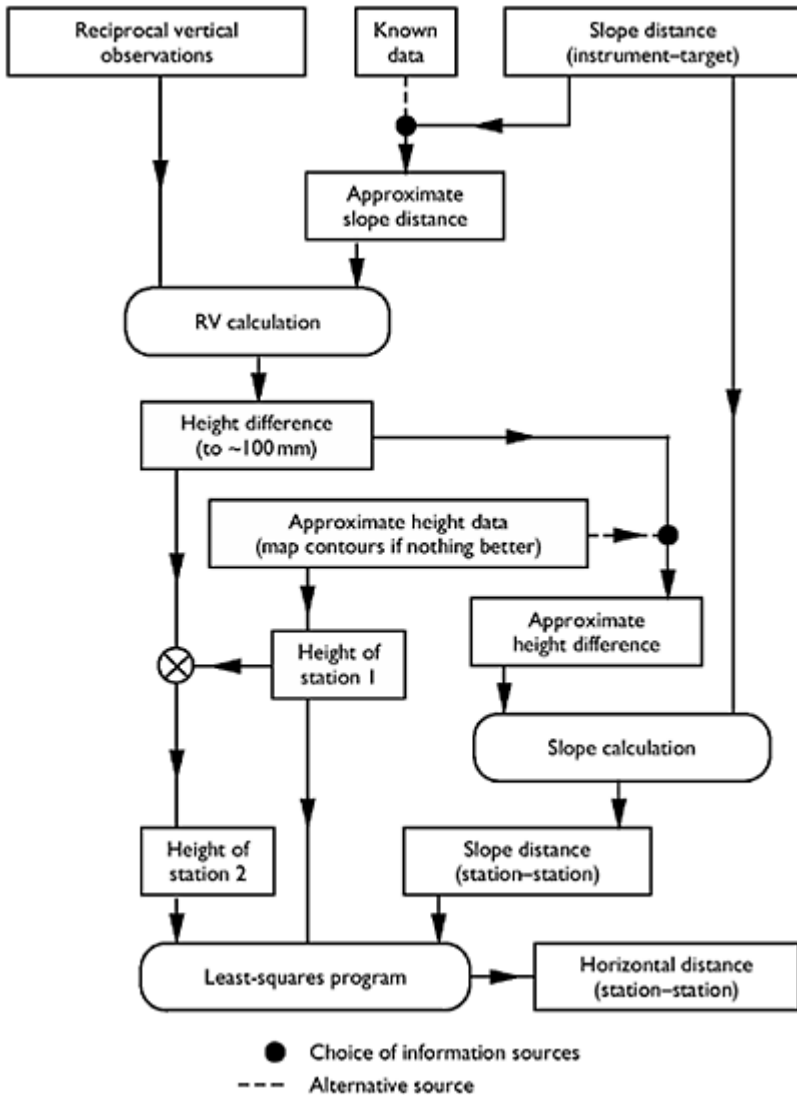 Reciprocal vertical
observations
Known
data
Slope distance
(instrument–target)
Approximate
slope distance
RV calculation
Height difference
(to ~100 mm)
Approximate height data
(map contours if nothing better)
Approximate
height difference
Height of
station 1
Slope calculation
Height of
station 2
Slope distance
(station–station)
Least-squares program
Horizontal distance
(station–station)
Choice of information sources
Alternative source